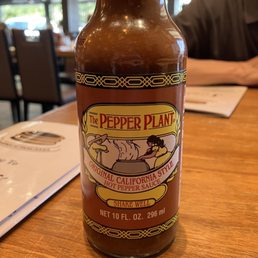 The PEPPER PLANT
ORIGINAL CALIFORNIA STYLE
HOT PEPPER SAUCE
SHAKE WELL
NET 10 FL. OZ. 296 ml